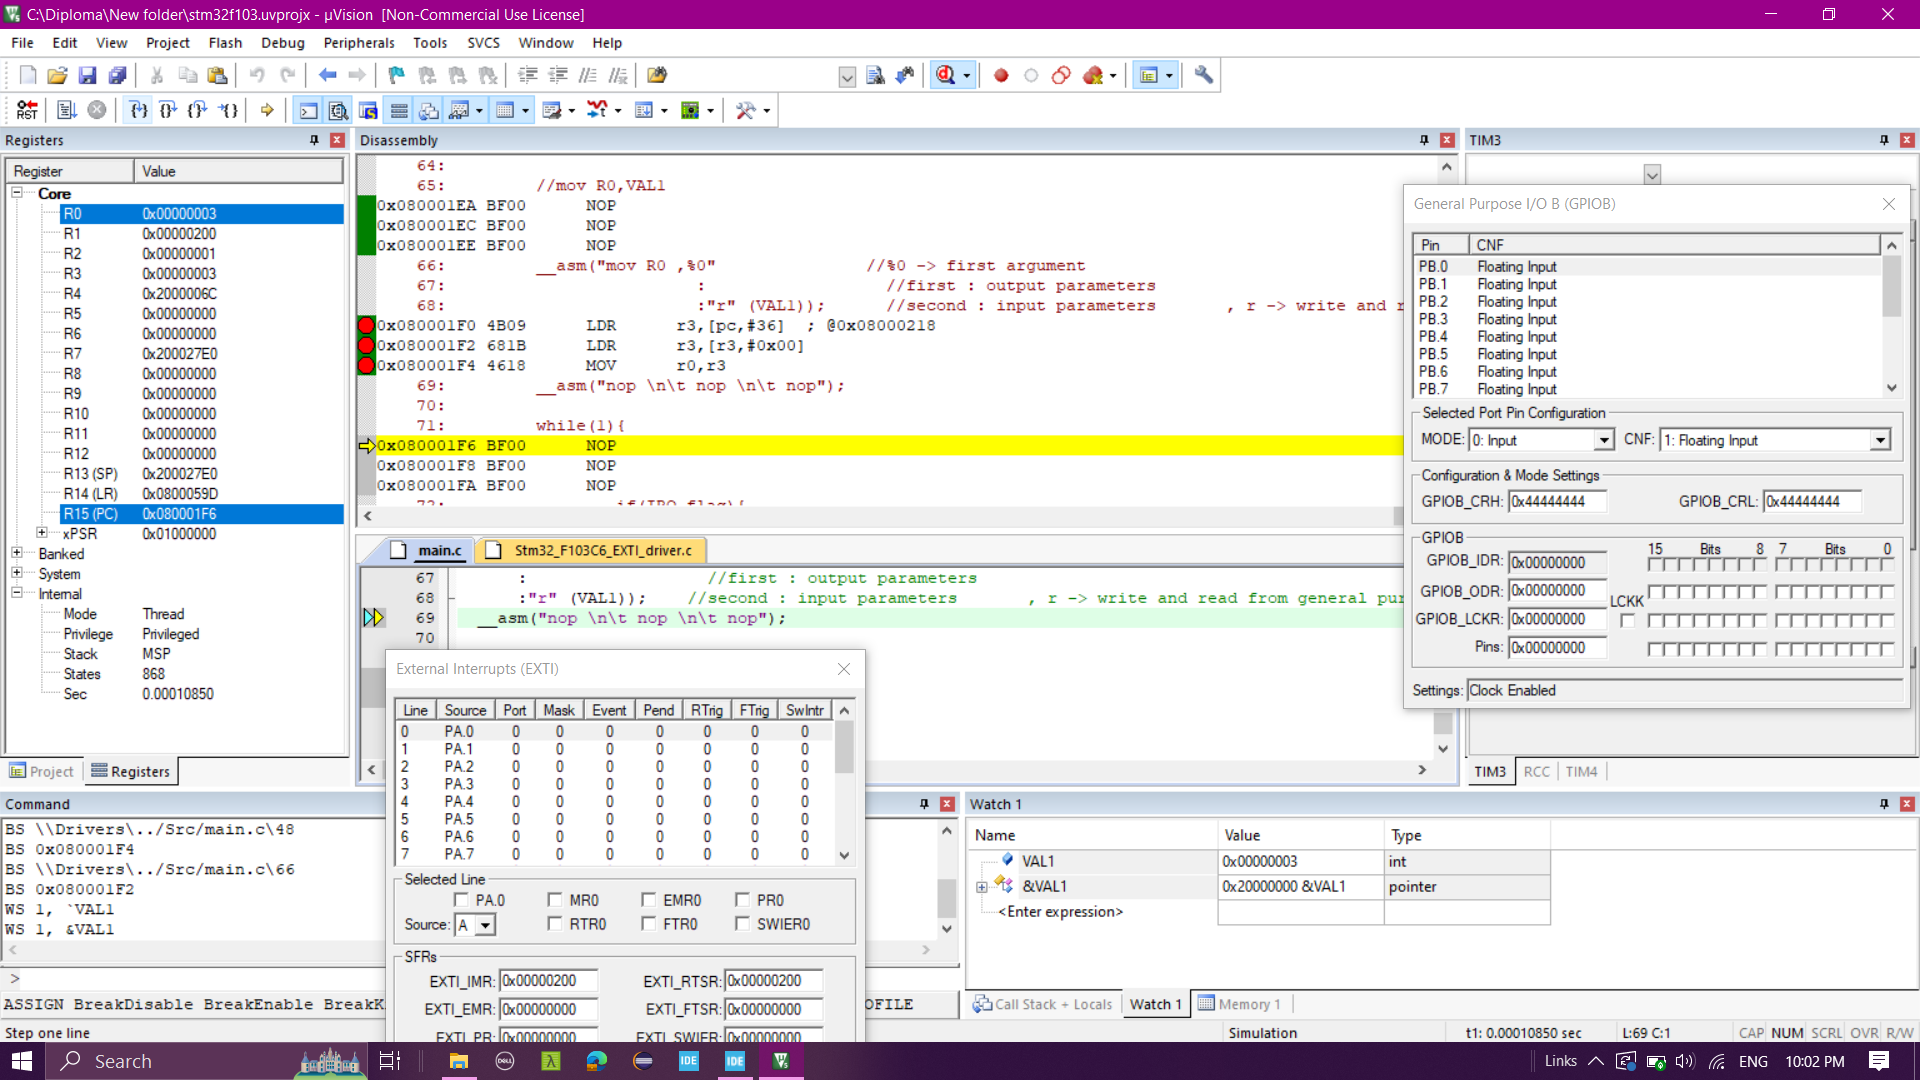 C:\Diploma\New folder\stm32f103.uvprojx - µVision [Non-Commercial Use License]
File Edit View Project Flash Debug Peripherals Tools SVCS Window Help
Registers
Register Value
Core
R0 0x00000003
R1 0x00000200
R2 0x00000001
R3 0x00000003
R4 0x2000006C
R5 0x00000000
R6 0x00000000
R7 0x200027E0
R8 0x00000000
R9 0x00000000
R10 0x00000000
R11 0x00000000
R12 0x00000000
R13 (SP) 0x200027E0
R14 (LR) 0x0800059D
R15 (PC) 0x080001F6
xPSR 0x01000000
Banked
System
Internal
Mode Thread
Privilege Privileged
Stack MSP
States 868
Sec 0.00010850
Project Registers
Disassembly
64:
65: //mov R0,VAL1
0x080001EA BF00 NOP
0x080001EC BF00 NOP
0x080001EE BF00 NOP
66: __asm("mov R0 ,%0" //%0 -> first argument
67: : //first : output parameters
68: :"r" (VAL1)); //second : input parameters , r -> write and r
0x080001F0 4B09 LDR r3,[pc,#36] ; @0x08000218
0x080001F2 681B LDR r3,[r3,#0x00]
0x080001F4 4618 MOV r0,r3
69: __asm("nop \n\t nop \n\t nop");
70:
71: while(1){
0x080001F6 BF00 NOP
0x080001F8 BF00 NOP
0x080001FA BF00 NOP
main.c Stm32_F103C6_EXTI_driver.c
67 : //first : output parameters
68 :"r" (VAL1)); //second : input parameters , r -> write and read from general pur
69 __asm("nop \n\t nop \n\t nop");
70
TIM3
General Purpose I/O B (GPIOB)
Pin CNF
PB.0 Floating Input
PB.1 Floating Input
PB.2 Floating Input
PB.3 Floating Input
PB.4 Floating Input
PB.5 Floating Input
PB.6 Floating Input
PB.7 Floating Input
Selected Port Pin Configuration
MODE: 0: Input CNF: 1: Floating Input
Configuration & Mode Settings
GPIOB_CRH: 0x44444444 GPIOB_CRL: 0x44444444
GPIOB
15 Bits 8 7 Bits 0
GPIOB_IDR: 0x00000000
GPIOB_ODR: 0x00000000
LCKK
GPIOB_LCKR: 0x00000000
Pins: 0x00000000
Settings: Clock Enabled
TIM3 RCC TIM4
External Interrupts (EXTI)
Line Source Port Mask Event Pend RTrig FTrig SwIntr
0 PA.0 0 0 0 0 0 0 0
1 PA.1 0 0 0 0 0 0 0
2 PA.2 0 0 0 0 0 0 0
3 PA.3 0 0 0 0 0 0 0
4 PA.4 0 0 0 0 0 0 0
5 PA.5 0 0 0 0 0 0 0
6 PA.6 0 0 0 0 0 0 0
7 PA.7 0 0 0 0 0 0 0
Selected Line
PA.0 MR0 EMR0 PR0
Source: A RTR0 FTR0 SWIER0
SFRs
EXTI_IMR: 0x00000200 EXTI_RTSR: 0x00000200
EXTI_EMR: 0x00000000 EXTI_FTSR: 0x00000000
EXTI_PR: 0x00000000 EXTI_SWIER: 0x00000000
Command
BS \\Drivers\../Src/main.c\48
BS 0x080001F4
BS \\Drivers\../Src/main.c\66
BS 0x080001F2
WS 1, `VAL1
WS 1, &VAL1
>
ASSIGN BreakDisable BreakEnable BreakK OFILE
Watch 1
Name Value Type
VAL1 0x00000003 int
&VAL1 0x20000000 &VAL1 pointer
<Enter expression>
Call Stack + Locals Watch 1 Memory 1
Step one line Simulation t1: 0.00010850 sec L:69 C:1 CAP NUM SCRL OVR R/W
Search Links ENG 10:02 PM